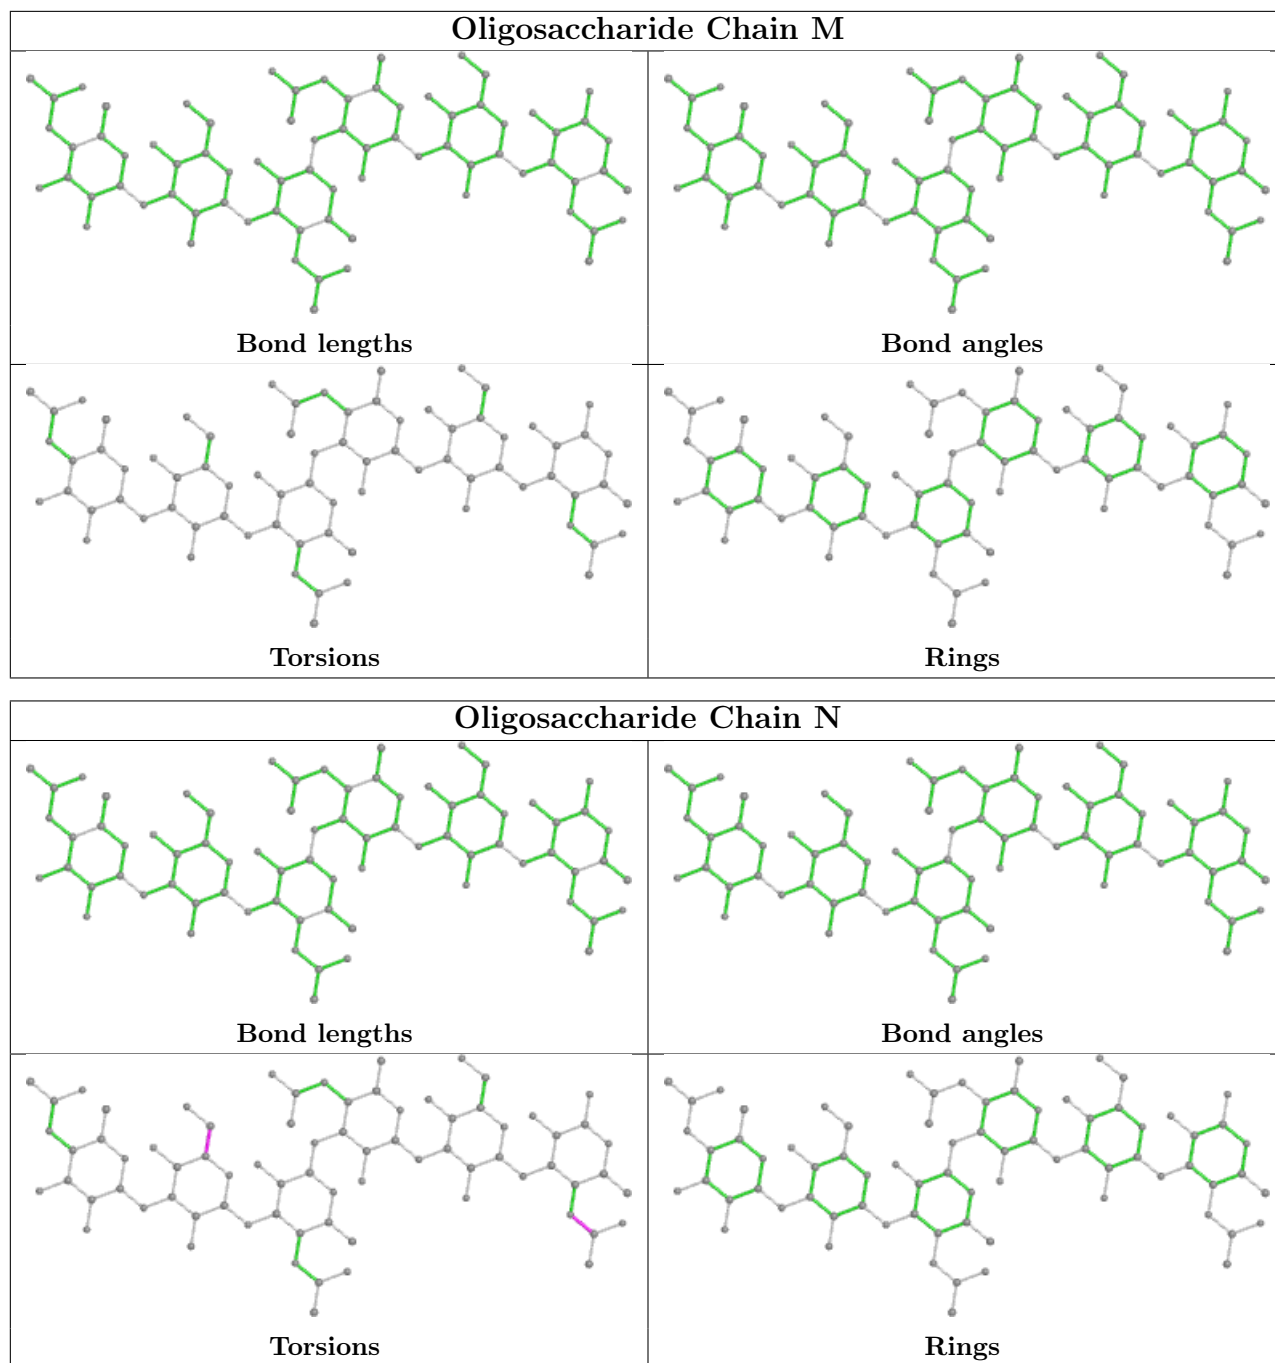 Oligosaccharide Chain M
Bond lengths
Bond angles
Torsions
Rings
Oligosaccharide Chain N
Bond lengths
Bond angles
Torsions
Rings